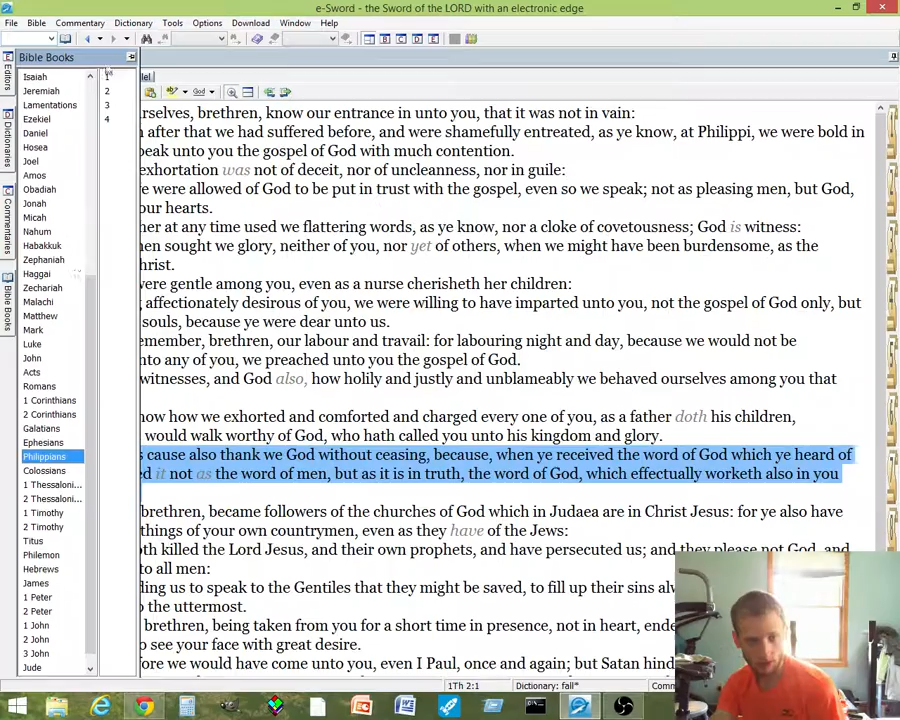 e-Sword - the Sword of the LORD with an electronic edge
File Bible Commentary Dictionary Tools Options Download Window Help
B C D E
Bible Books
Editors
Dictionaries
Commentaries
Bible Books
Isaiah
Jeremiah
Lamentations
Ezekiel
Daniel
Hosea
Joel
Amos
Obadiah
Jonah
Micah
Nahum
Habakkuk
Zephaniah
Haggai
Zechariah
Malachi
Matthew
Mark
Luke
John
Acts
Romans
1 Corinthians
2 Corinthians
Galatians
Ephesians
Philippians
Colossians
1 Thessaloni...
2 Thessaloni...
1 Timothy
2 Timothy
Titus
Philemon
Hebrews
James
1 Peter
2 Peter
1 John
2 John
3 John
Jude
1
2
3
4
God
urselves, brethren, know our entrance in unto you, that it was not in vain:
n after that we had suffered before, and were shamefully entreated, as ye know, at Philippi, we were bold in
peak unto you the gospel of God with much contention.
exhortation was not of deceit, nor of uncleanness, nor in guile:
ve were allowed of God to be put in trust with the gospel, even so we speak; not as pleasing men, but God,
our hearts.
her at any time used we flattering words, as ye know, nor a cloke of covetousness; God is witness:
nen sought we glory, neither of you, nor yet of others, when we might have been burdensome, as the
hrist.
were gentle among you, even as a nurse cherisheth her children:
g affectionately desirous of you, we were willing to have imparted unto you, not the gospel of God only, but
souls, because ye were dear unto us.
emember, brethren, our labour and travail: for labouring night and day, because we would not be
nto any of you, we preached unto you the gospel of God.
witnesses, and God also, how holily and justly and unblameably we behaved ourselves among you that
now how we exhorted and comforted and charged every one of you, as a father doth his children,
would walk worthy of God, who hath called you unto his kingdom and glory.
s cause also thank we God without ceasing, because, when ye received the word of God which ye heard of
d it not as the word of men, but as it is in truth, the word of God, which effectually worketh also in you
brethren, became followers of the churches of God which in Judaea are in Christ Jesus: for ye also have
things of your own countrymen, even as they have of the Jews:
oth killed the Lord Jesus, and their own prophets, and have persecuted us; and they please not God, and
to all men:
ding us to speak to the Gentiles that they might be saved, to fill up their sins
o the uttermost.
brethren, being taken from you for a short time in presence, not in heart,
o see your face with great desire.
fore we would have come unto you, even I Paul, once and again; but Satan
1Th 2:1 Dictionary: fall*